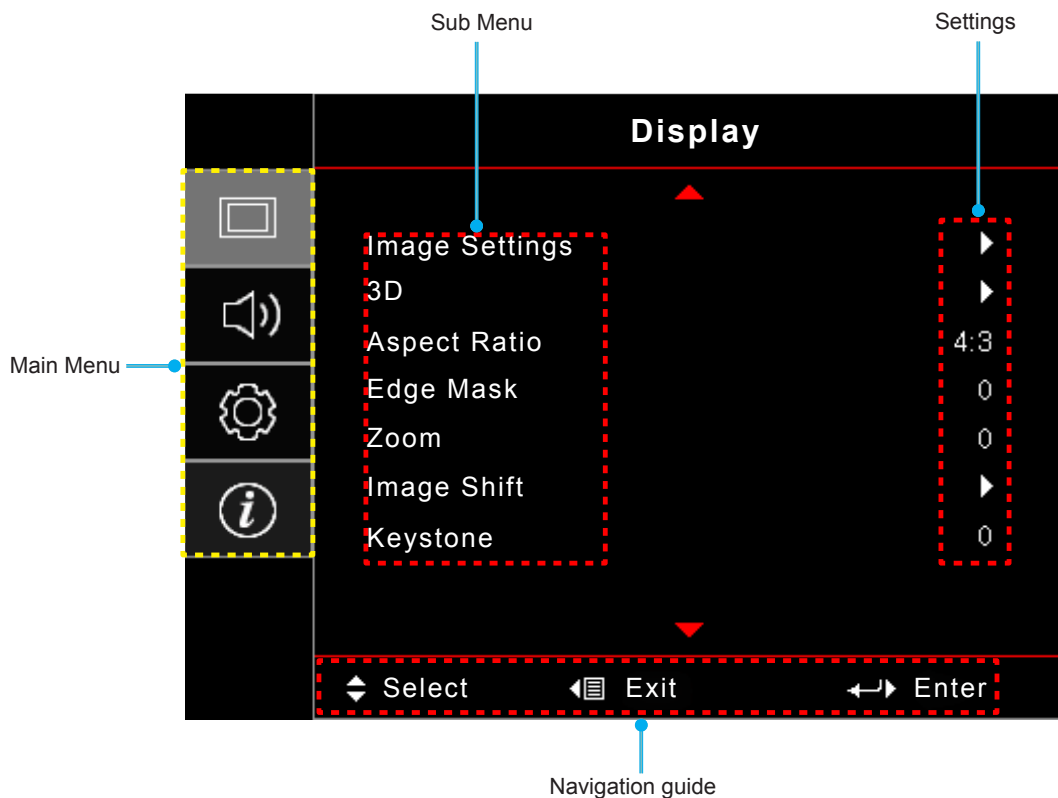 Sub Menu
Settings
Display
Image Settings
3D
Aspect Ratio 4:3
Edge Mask 0
Zoom 0
Image Shift
Keystone 0
Main Menu
Select Exit Enter
Navigation guide